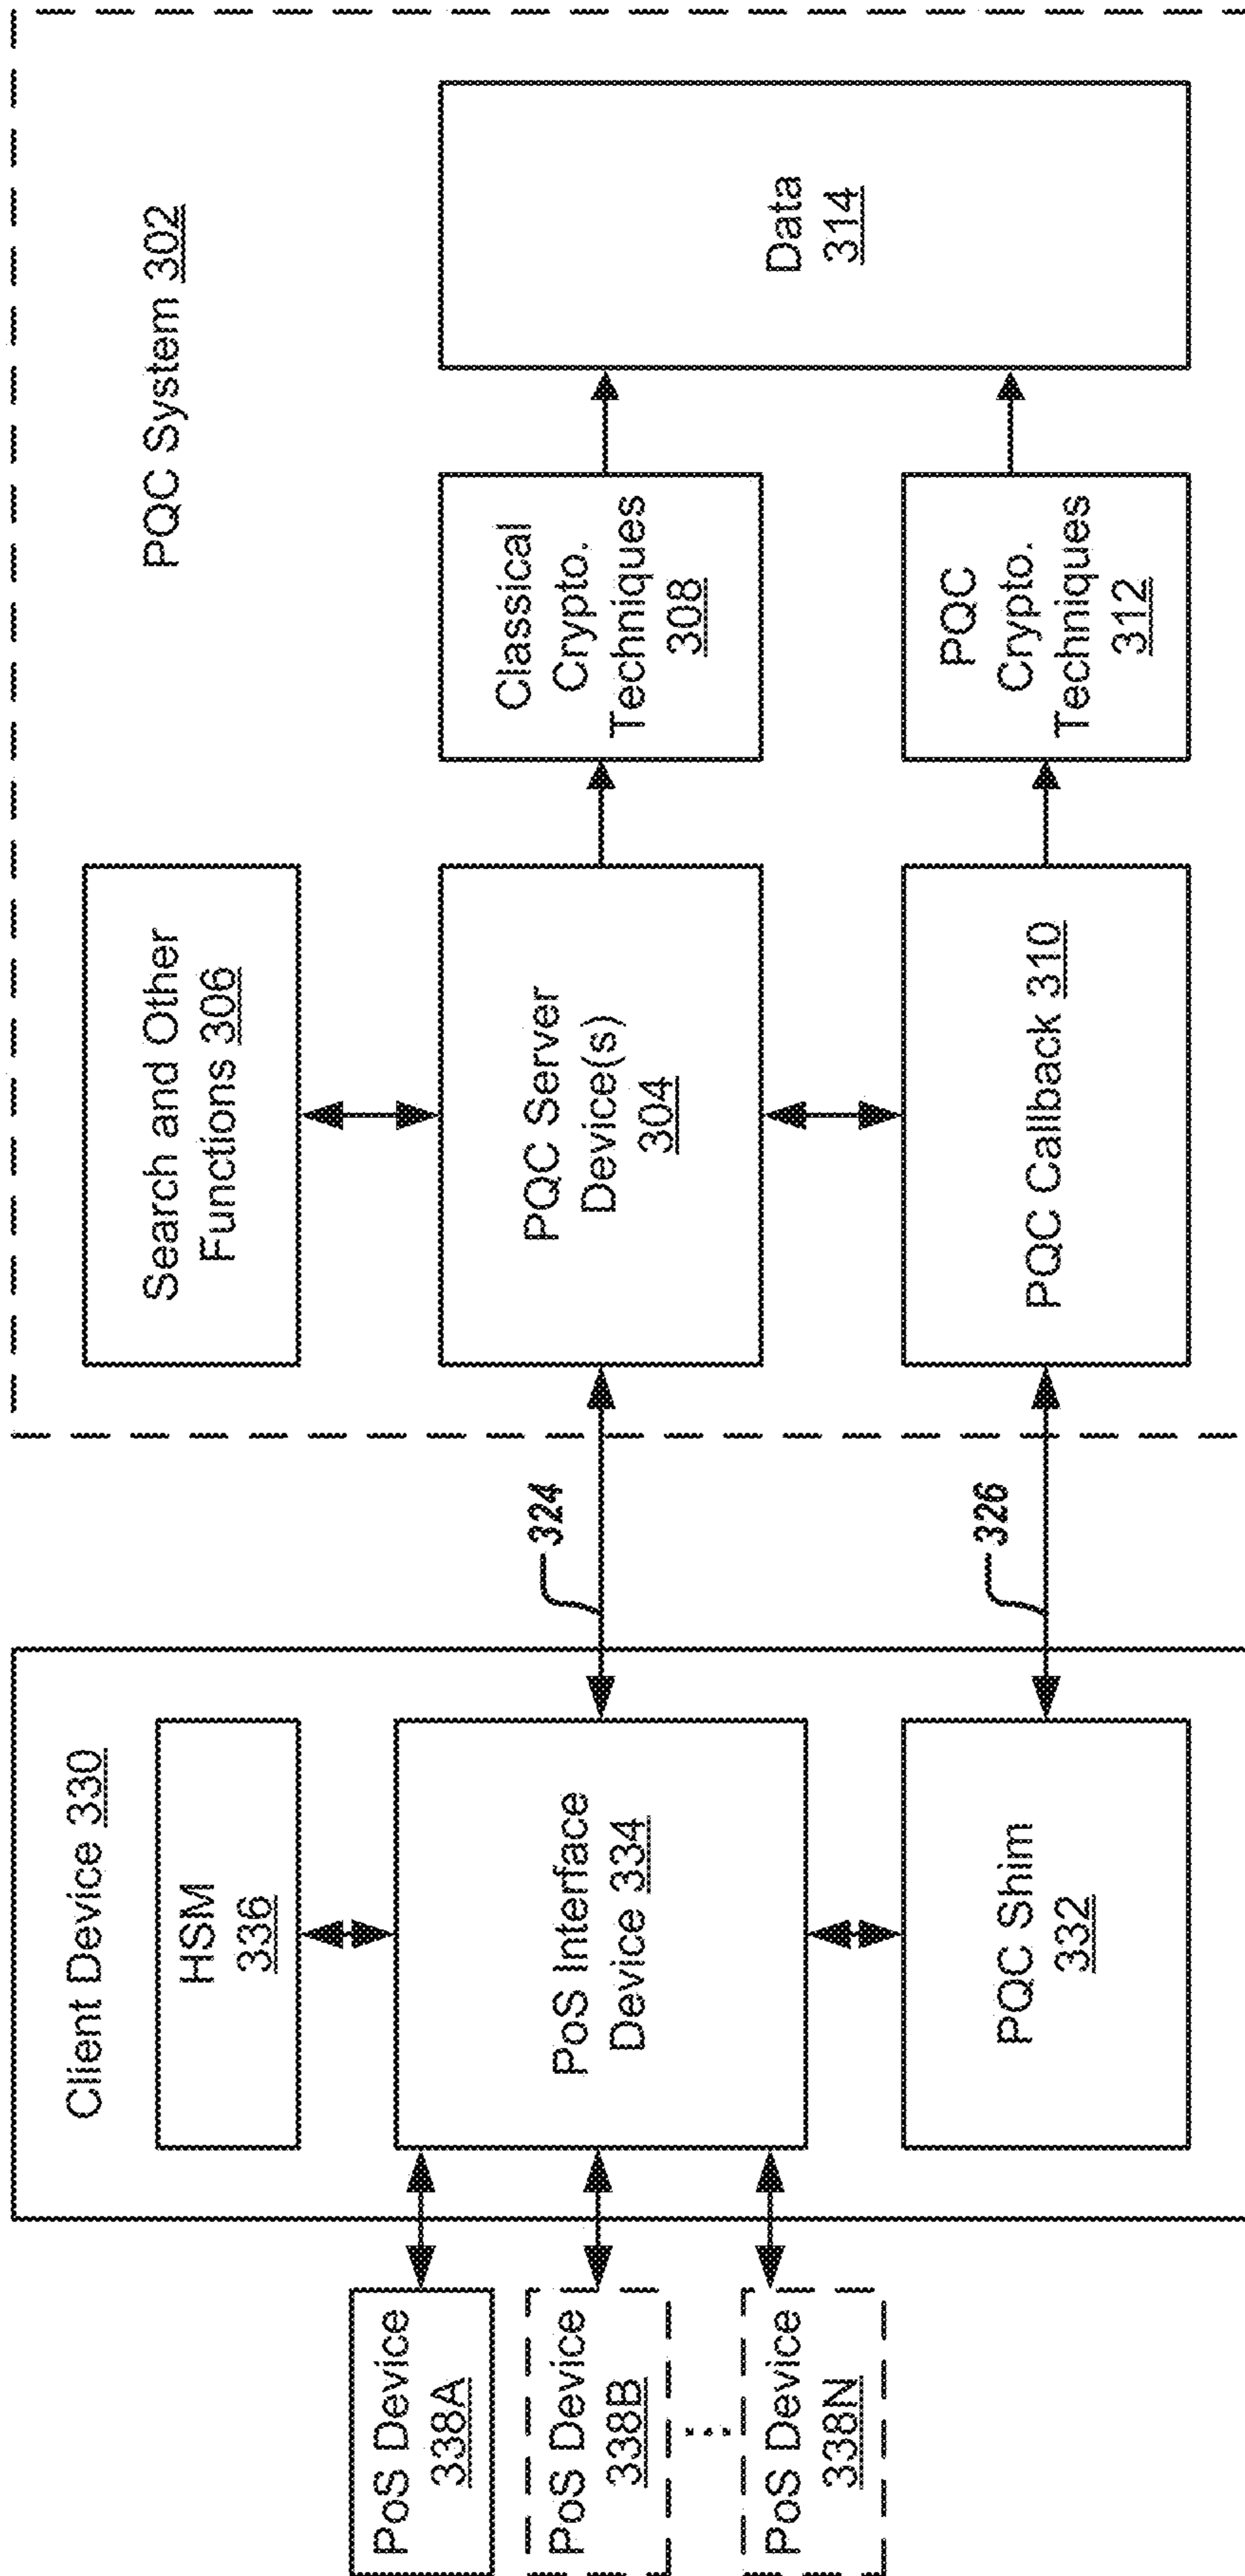 PQC System 302
Search and Other
Functions 306
PQC Server
Device(s)
304
Classical
Crypto.
Techniques
308
Data
314
PQC Callback 310
PQC
Crypto.
Techniques
312
324
326
Client Device 330
HSM
336
PoS Interface
Device 334
PQC Shim
332
PoS Device
338A
PoS Device
338B
...
PoS Device
338N